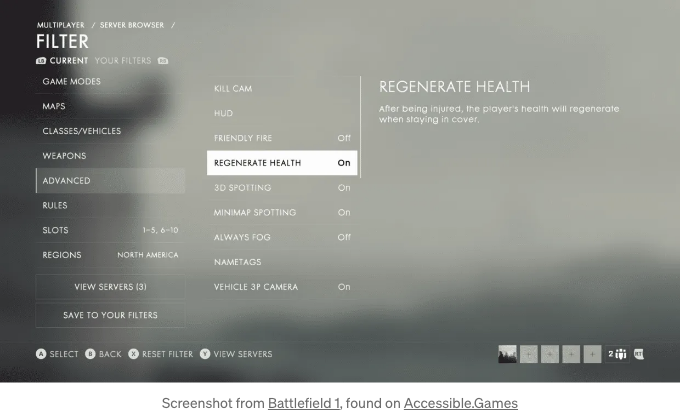 MULTIPLAYER / SERVER BROWSER /
FILTER
LB CURRENT YOUR FILTERS RB
GAME MODES
MAPS
CLASSES/VEHICLES
WEAPONS
ADVANCED
RULES
SLOTS 1-5, 6-10
REGIONS NORTH AMERICA
VIEW SERVERS (3)
SAVE TO YOUR FILTERS
KILL CAM
HUD
FRIENDLY FIRE Off
REGENERATE HEALTH On
3D SPOTTING On
MINIMAP SPOTTING On
ALWAYS FOG Off
NAMETAGS
VEHICLE 3P CAMERA On
REGENERATE HEALTH
After being injured, the player's health will regenerate
when staying in cover.
A SELECT B BACK X RESET FILTER Y VIEW SERVERS
2 RT
Screenshot from Battlefield 1, found on Accessible.Games